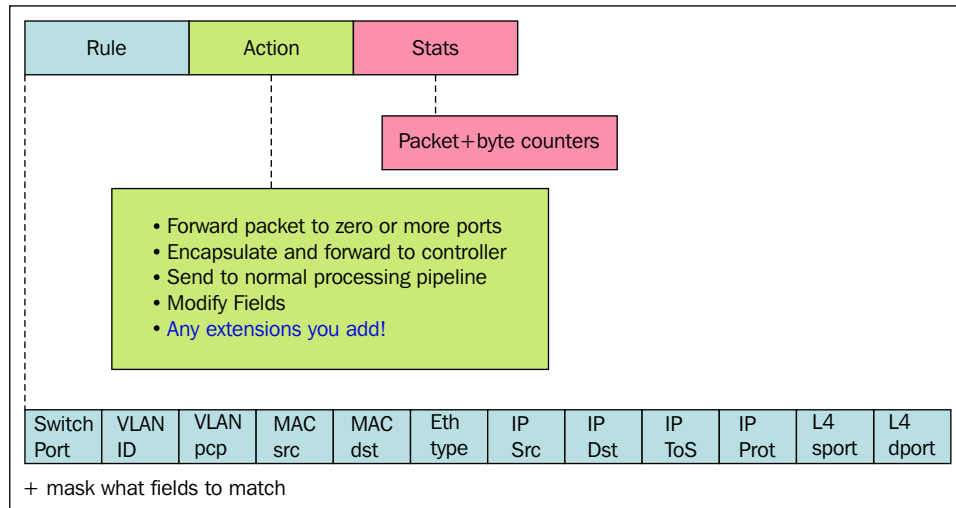 Rule Action Stats
Packet+byte counters
• Forward packet to zero or more ports
• Encapsulate and forward to controller
• Send to normal processing pipeline
• Modify Fields
• Any extensions you add!
Switch Port
VLAN ID
VLAN pcp
MAC src
MAC dst
Eth type
IP Src
IP Dst
IP ToS
IP Prot
L4 sport
L4 dport
+ mask what fields to match